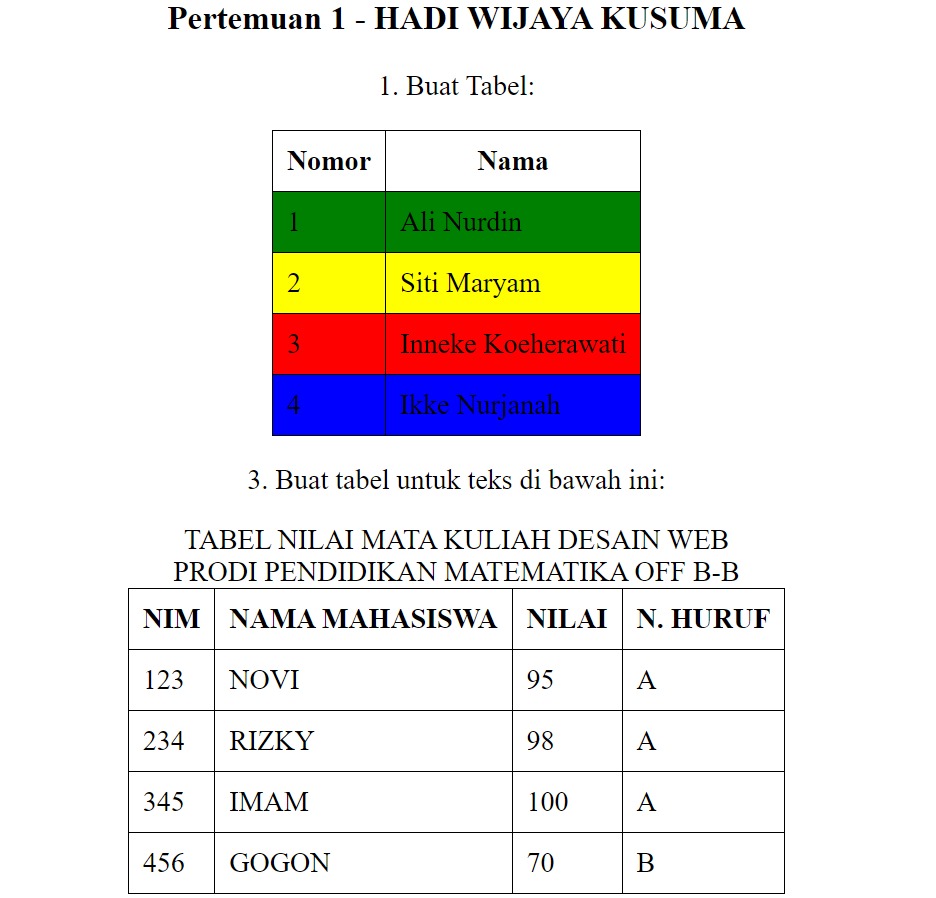 Pertemuan 1 - HADI WIJAYA KUSUMA
1. Buat Tabel:
Nomor Nama
1 Ali Nurdin
2 Siti Maryam
3 Inneke Koeherawati
4 Ikke Nurjanah
3. Buat tabel untuk teks di bawah ini:
TABEL NILAI MATA KULIAH DESAIN WEB
PRODI PENDIDIKAN MATEMATIKA OFF B-B
NIM NAMA MAHASISWA NILAI N. HURUF
123 NOVI 95 A
234 RIZKY 98 A
345 IMAM 100 A
456 GOGON 70 B